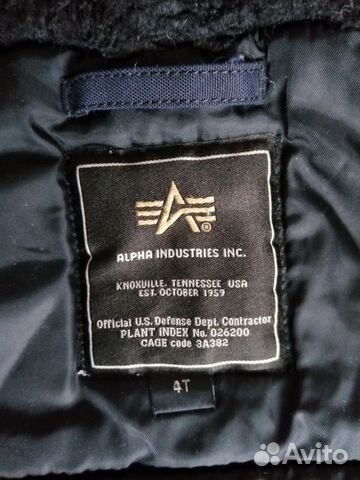 ALPHA INDUSTRIES INC.
KNOXVILLE, TENNESSEE USA
EST. OCTOBER 1959
Official U.S. Defense Dept. Contractor
PLANT INDEX No. 026200
CAGE code 3A382
4T
Avito